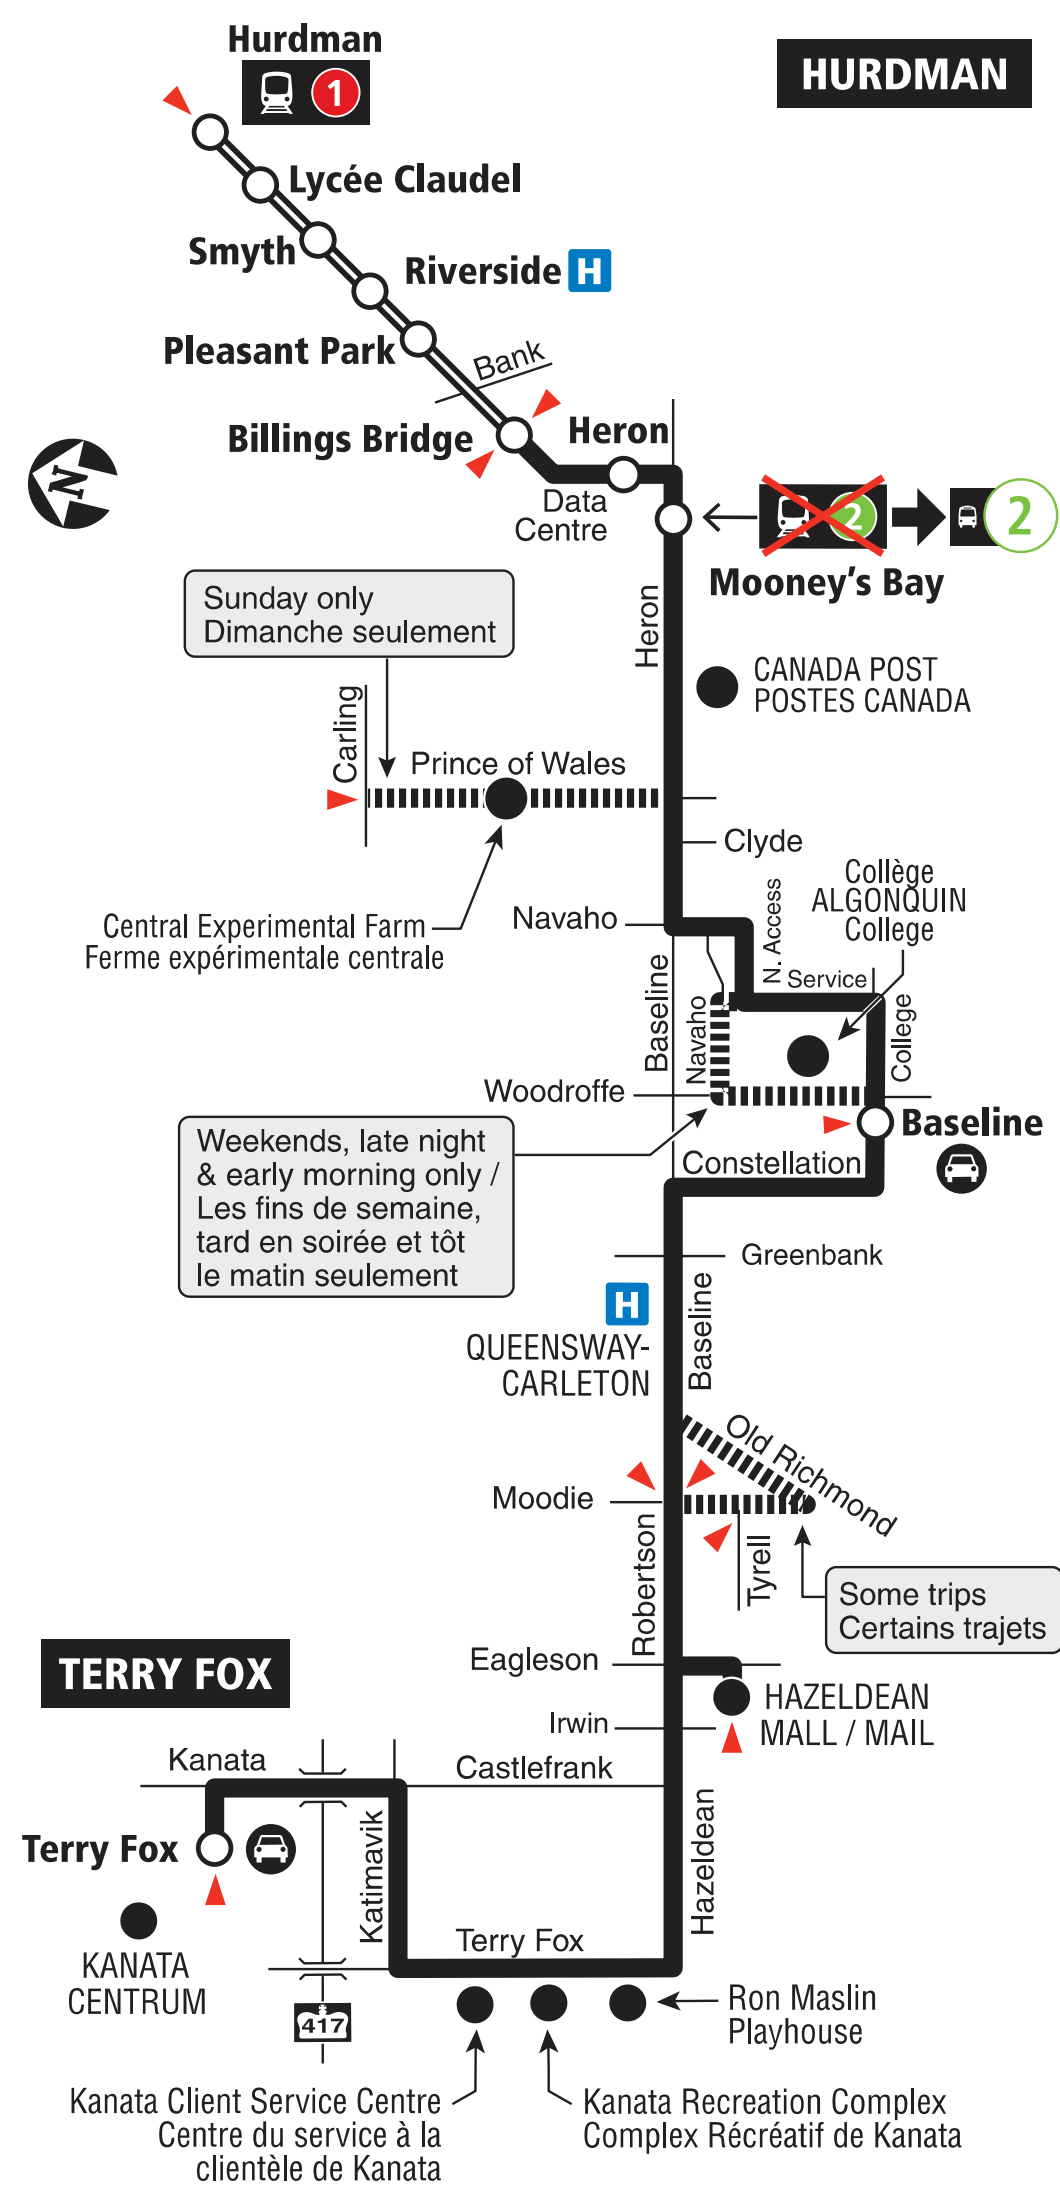 Hurdman
1
HURDMAN
Lycée Claudel
Smyth
Riverside H
Pleasant Park
Bank
Billings Bridge
Heron
Data
Centre
N
2
2
Mooney's Bay
Sunday only
Dimanche seulement
Heron
CANADA POST
POSTES CANADA
Carling
Prince of Wales
Clyde
Collège
ALGONQUIN
College
Central Experimental Farm
Ferme expérimentale centrale
Navaho
N. Access
Service
Baseline
Navaho
College
Woodroffe
Baseline
Weekends, late night
& early morning only /
Les fins de semaine,
tard en soirée et tôt
le matin seulement
Constellation
Greenbank
H
QUEENSWAY-
CARLETON
Baseline
Old Richmond
Moodie
Robertson
Tyrell
Some trips
Certains trajets
TERRY FOX
Eagleson
HAZELDEAN
MALL / MAIL
Irwin
Kanata
Castlefrank
Terry Fox
Katimavik
Hazeldean
KANATA
CENTRUM
Terry Fox
417
Ron Maslin
Playhouse
Kanata Client Service Centre
Centre du service à la
clientèle de Kanata
Kanata Recreation Complex
Complex Récréatif de Kanata